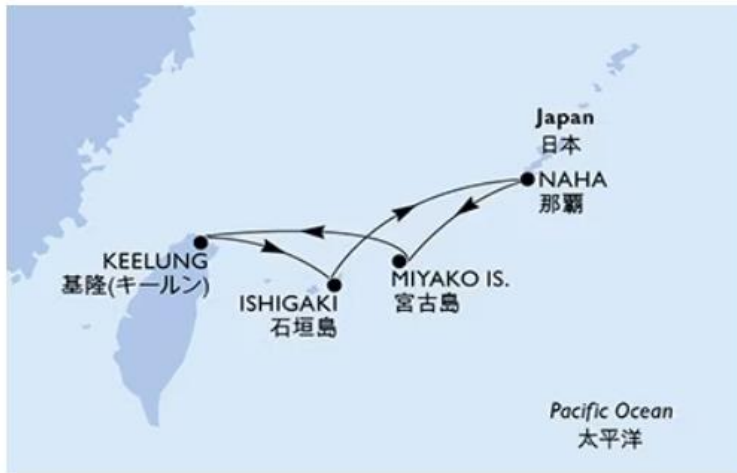 Japan
日本
NAHA
那覇
KEELUNG
基隆(キールン)
MIYAKO IS.
宮古島
ISHIGAKI
石垣島
Pacific Ocean
太平洋